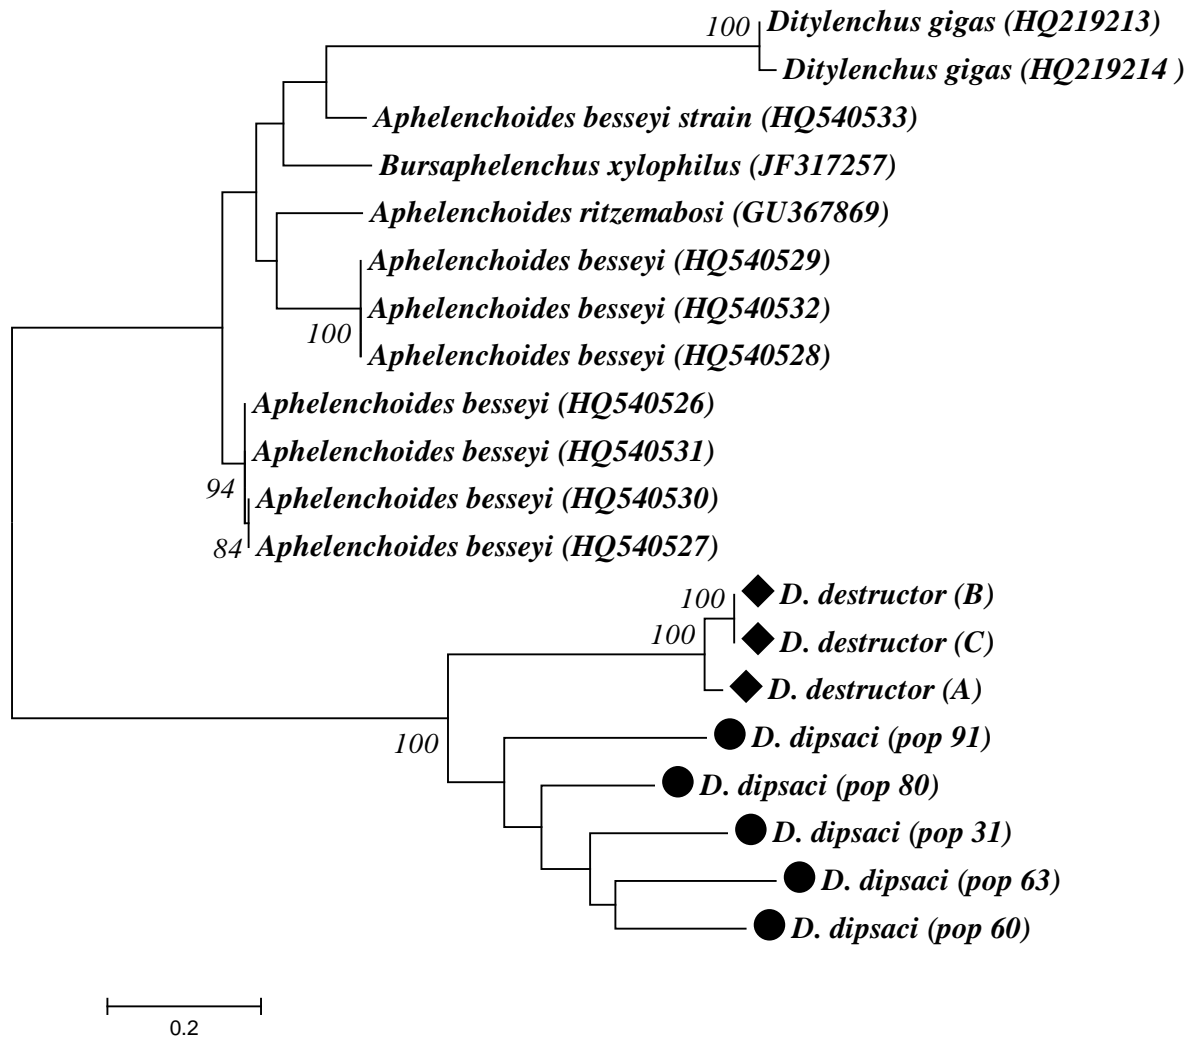 100
Ditylenchus gigas (HQ219213)
Ditylenchus gigas (HQ219214 )
Aphelenchoides besseyi strain (HQ540533)
Bursaphelenchus xylophilus (JF317257)
Aphelenchoides ritzemabosi (GU367869)
Aphelenchoides besseyi (HQ540529)
Aphelenchoides besseyi (HQ540532)
100
Aphelenchoides besseyi (HQ540528)
Aphelenchoides besseyi (HQ540526)
Aphelenchoides besseyi (HQ540531)
94
Aphelenchoides besseyi (HQ540530)
84
Aphelenchoides besseyi (HQ540527)
100
D. destructor (B)
100
D. destructor (C)
D. destructor (A)
100
D. dipsaci (pop 91)
D. dipsaci (pop 80)
D. dipsaci (pop 31)
D. dipsaci (pop 63)
D. dipsaci (pop 60)
0.2